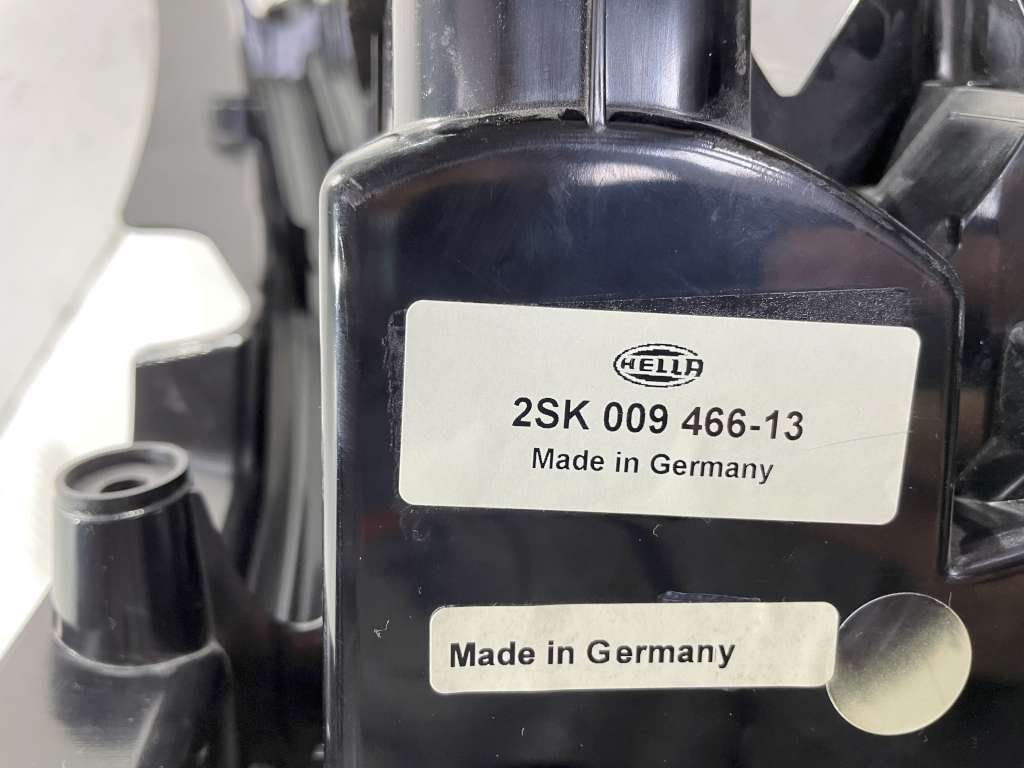 HELLA
2SK 009 466-13
Made in Germany
Made in Germany